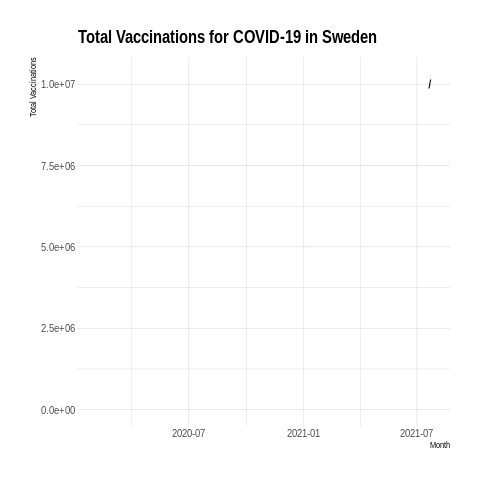 Total Vaccinations for COVID-19 in Sweden
Total Vaccinations
1.0e+07
7.5e+06
5.0e+06
2.5e+06
0.0e+00
2020-07 2021-01 2021-07
Month